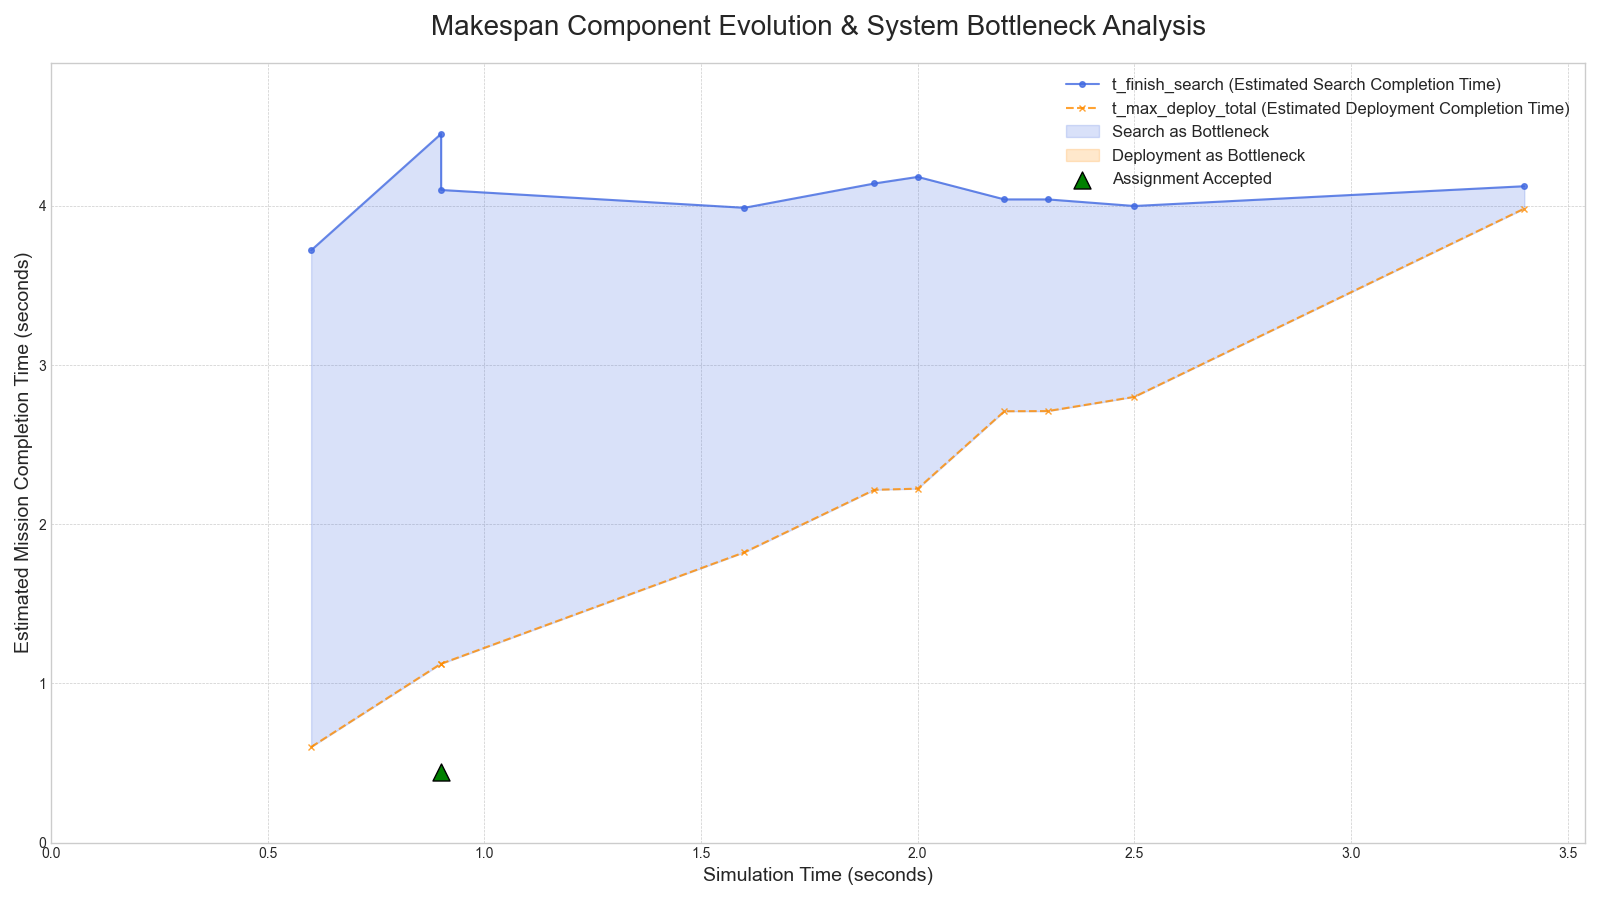 Makespan Component Evolution & System Bottleneck Analysis
t_finish_search (Estimated Search Completion Time)
t_max_deploy_total (Estimated Deployment Completion Time)
Search as Bottleneck
Deployment as Bottleneck
Assignment Accepted
Estimated Mission Completion Time (seconds)
4
3
2
1
0
0.0 0.5 1.0 1.5 2.0 2.5 3.0 3.5
Simulation Time (seconds)